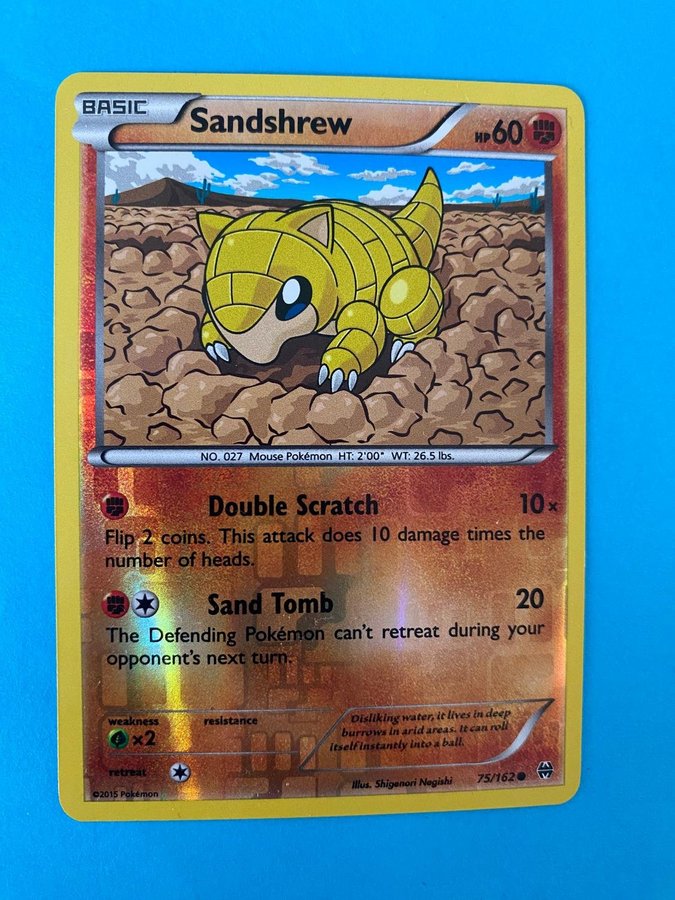 BASIC
Sandshrew
HP60
NO. 027 Mouse Pokémon HT: 2'00" WT: 26.5 lbs.
Double Scratch 10×
Flip 2 coins. This attack does 10 damage times the
number of heads.
Sand Tomb 20
The Defending Pokémon can't retreat during your
opponent's next turn.
weakness resistance
×2
Disliking water, it lives in deep
burrows in arid areas. It can roll
itself instantly into a ball.
retreat
Illus. Shigenori Negishi
75/162
©2015 Pokémon